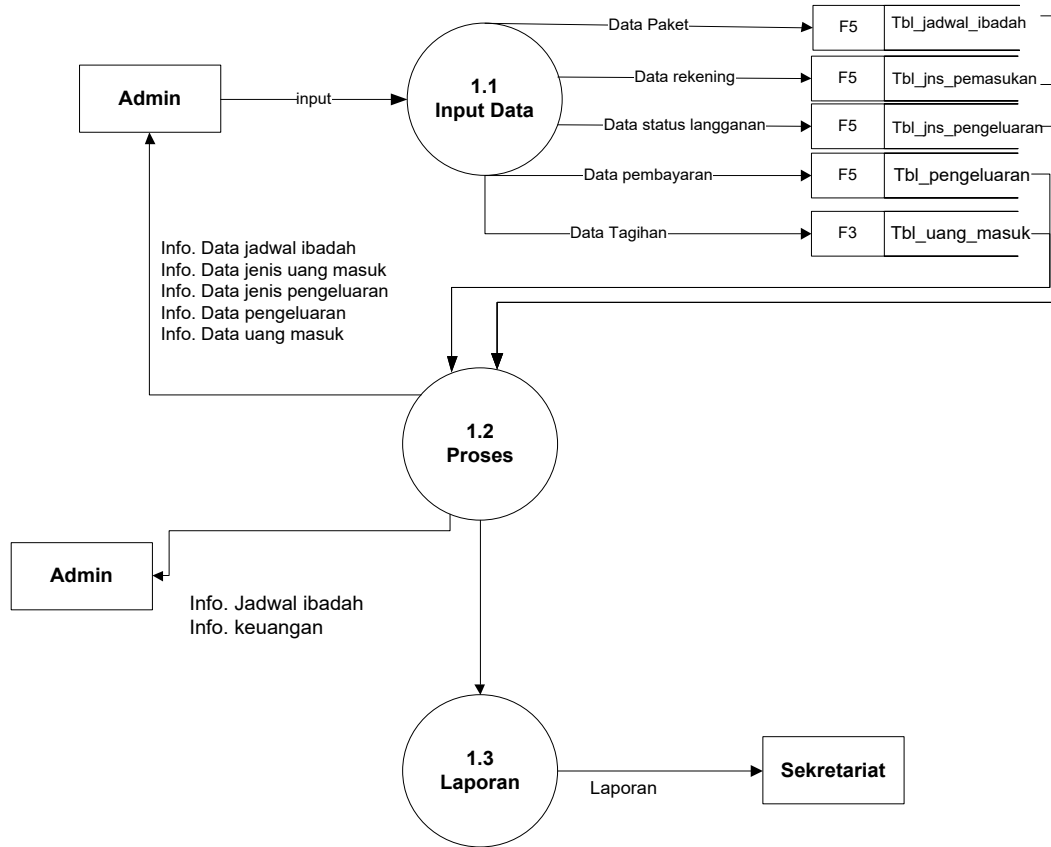 Data Paket
F5
Tbl_jadwal_ibadah
Admin
input
1.1
Input Data
Data rekening
F5
Tbl_jns_pemasukan
Data status langganan
F5
Tbl_jns_pengeluaran
Data pembayaran
F5
Tbl_pengeluaran
Data Tagihan
F3
Tbl_uang_masuk
Info. Data jadwal ibadah
Info. Data jenis uang masuk
Info. Data jenis pengeluaran
Info. Data pengeluaran
Info. Data uang masuk
1.2
Proses
Admin
Info. Jadwal ibadah
Info. keuangan
1.3
Laporan
Laporan
Sekretariat